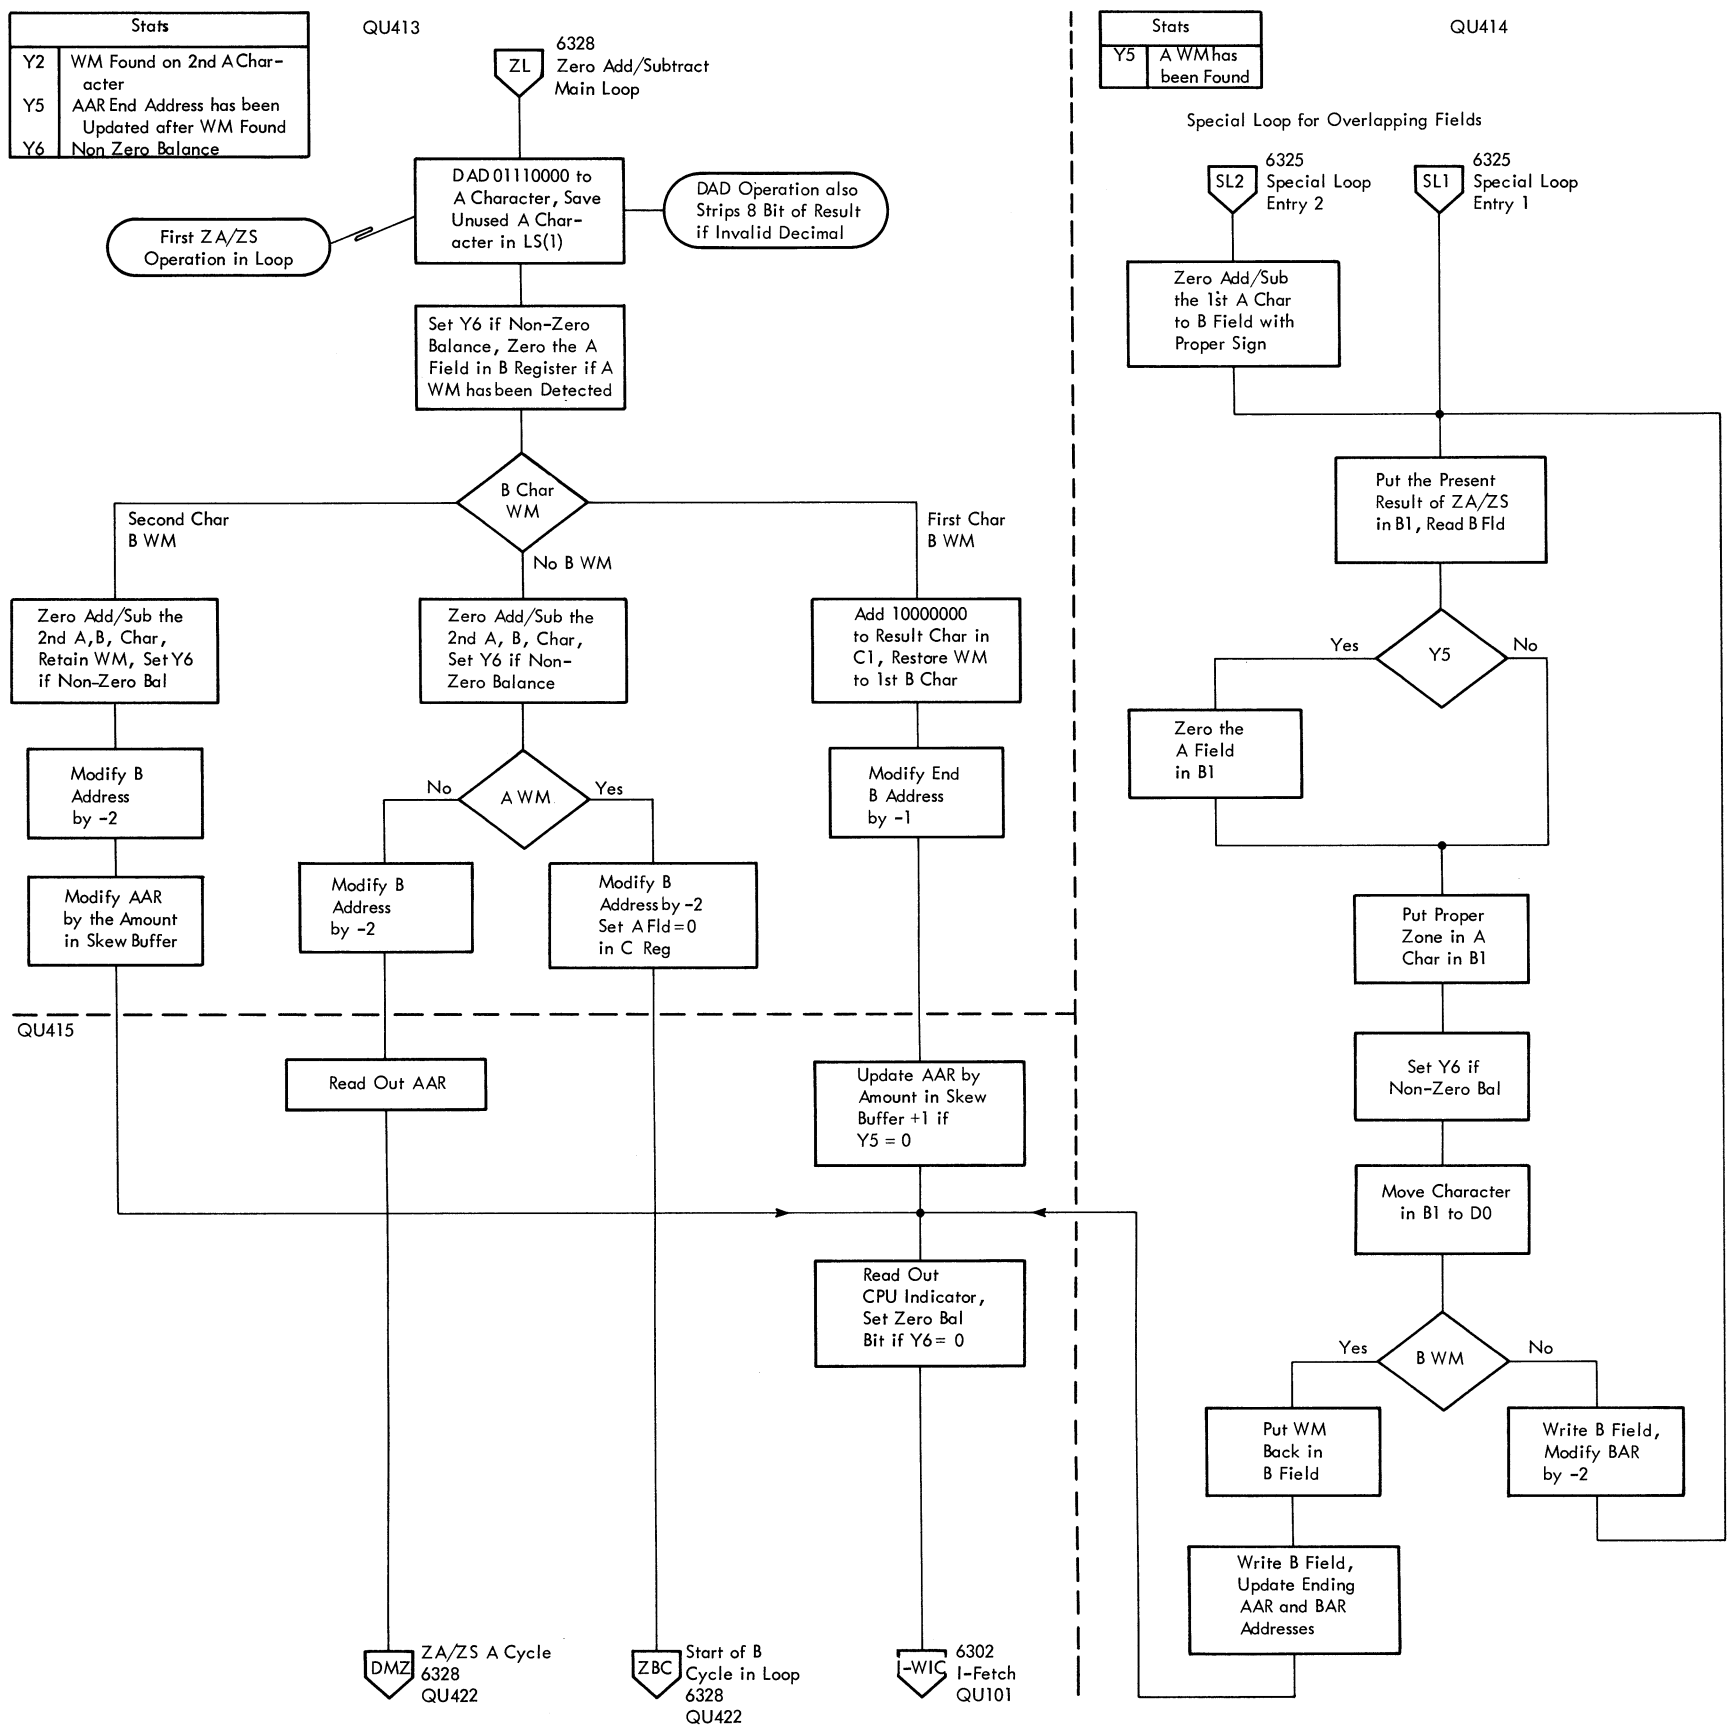 Stats
QU413
Y2 WM Found on 2nd A Char-
acter
Y5 AAR End Address has been
Updated after WM Found
Y6 Non Zero Balance
ZL
6328
Zero Add/Subtract
Main Loop
DAD 01110000 to
A Character, Save
Unused A Char-
acter in LS(1)
DAD Operation also
Strips 8 Bit of Result
if Invalid Decimal
First ZA/ZS
Operation in Loop
Set Y6 if Non-Zero
Balance, Zero the A
Field in B Register if A
WM has been Detected
B Char
WM
Second Char
B WM
No B WM
First Char
B WM
Zero Add/Sub the
2nd A, B, Char,
Retain WM, Set Y6
if Non-Zero Bal
Zero Add/Sub the
2nd A, B, Char,
Set Y6 if Non-
Zero Balance
Add 10000000
to Result Char in
C1, Restore WM
to 1st B Char
Modify B
Address
by -2
No
A WM
Yes
Modify End
B Address
by -1
Modify AAR
by the Amount
in Skew Buffer
Modify B
Address
by -2
Modify B
Address by -2
Set A Fld = 0
in C Reg
QU415
Read Out AAR
Update AAR by
Amount in Skew
Buffer +1 if
Y5 = 0
Read Out
CPU Indicator,
Set Zero Bal
Bit if Y6 = 0
DMZ
ZA/ZS A Cycle
6328
QU422
ZBC
Start of B
Cycle in Loop
6328
QU422
I-WIC
6302
I-Fetch
QU101
Stats
QU414
Y5 A WM has
been Found
Special Loop for Overlapping Fields
SL2
6325
Special Loop
Entry 2
SL1
6325
Special Loop
Entry 1
Zero Add/Sub
the 1st A Char
to B Field with
Proper Sign
Put the Present
Result of ZA/ZS
in B1, Read B Fld
Yes
Y5
No
Zero the
A Field
in B1
Put Proper
Zone in A
Char in B1
Set Y6 if
Non-Zero Bal
Move Character
in B1 to D0
Yes
B WM
No
Put WM
Back in
B Field
Write B Field,
Modify BAR
by -2
Write B Field,
Update Ending
AAR and BAR
Addresses